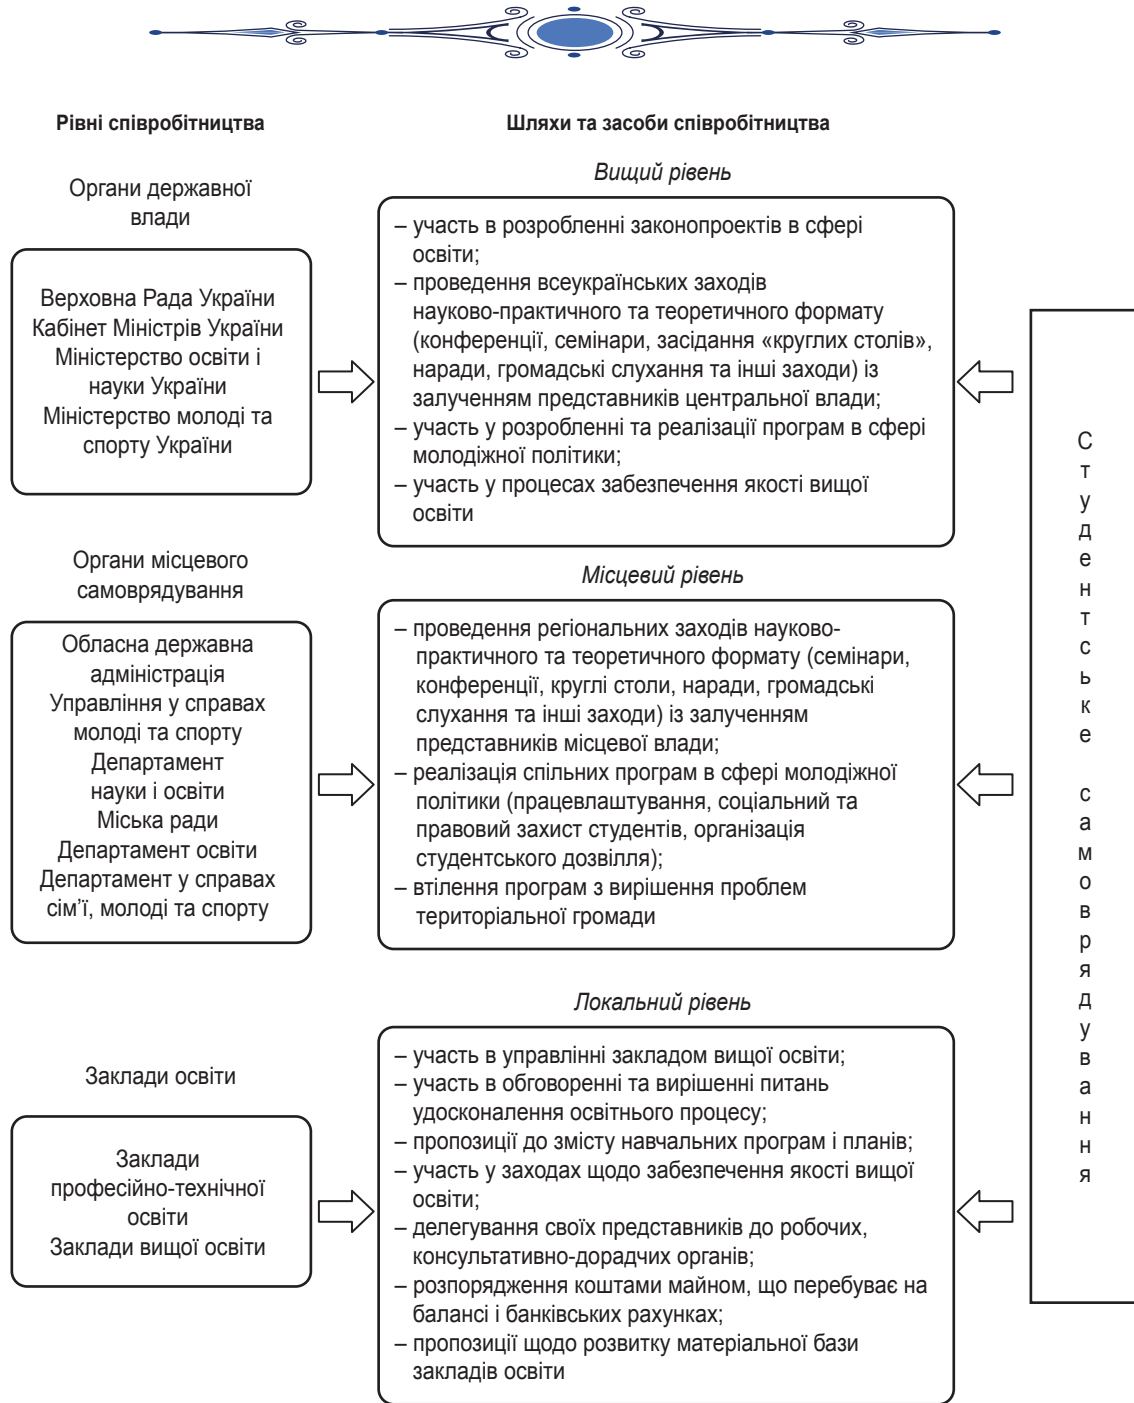 Рівні співробітництва
Шляхи та засоби співробітництва
Органи державної
влади
Верховна Рада України
Кабінет Міністрів України
Міністерство освіти і
науки України
Міністерство молоді та
спорту України
Вищий рівень
– участь в розробленні законопроектів в сфері
освіти;
– проведення всеукраїнських заходів
науково-практичного та теоретичного формату
(конференції, семінари, засідання «круглих столів»,
наради, громадські слухання та інші заходи) із
залученням представників центральної влади;
– участь у розробленні та реалізації програм в сфері
молодіжної політики;
– участь у процесах забезпечення якості вищої
освіти
Органи місцевого
самоврядування
Обласна державна
адміністрація
Управління у справах
молоді та спорту
Департамент
науки і освіти
Міська ради
Департамент освіти
Департамент у справах
сім’ї, молоді та спорту
Місцевий рівень
– проведення регіональних заходів науково-
практичного та теоретичного формату (семінари,
конференції, круглі столи, наради, громадські
слухання та інші заходи) із залученням
представників місцевої влади;
– реалізація спільних програм в сфері молодіжної
політики (працевлаштування, соціальний та
правовий захист студентів, організація
студентського дозвілля);
– втілення програм з вирішення проблем
територіальної громади
Заклади освіти
Заклади
професійно-технічної
освіти
Заклади вищої освіти
Локальний рівень
– участь в управлінні закладом вищої освіти;
– участь в обговоренні та вирішенні питань
удосконалення освітнього процесу;
– пропозиції до змісту навчальних програм і планів;
– участь у заходах щодо забезпечення якості вищої
освіти;
– делегування своїх представників до робочих,
консультативно-дорадчих органів;
– розпорядження коштами майном, що перебуває на
балансі і банківських рахунках;
– пропозиції щодо розвитку матеріальної бази
закладів освіти
Студентське самоврядування